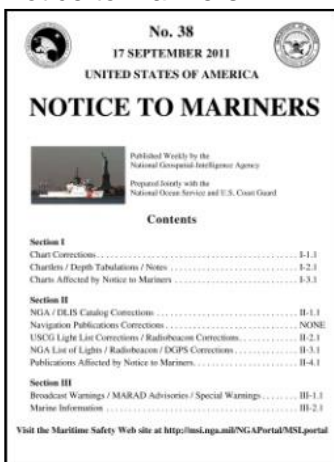 No. 38
17 SEPTEMBER 2011
UNITED STATES OF AMERICA
NOTICE TO MARINERS
Published Weekly by the
National Geospatial-Intelligence Agency
Prepared Jointly with the
National Ocean Service and U.S. Coast Guard
Contents
Section I
Chart Corrections . . . . . . I-1.1
Chartlets / Depth Tabulations / Notes . . . . . . I-2.1
Charts Affected by Notice to Mariners . . . . . . I-3.1
Section II
NGA / DLIS Catalog Corrections . . . . . . II-1.1
Navigation Publications Corrections . . . . . . NONE
USCG Light List Corrections / Radiobeacon Corrections . . . . . . II-2.1
NGA List of Lights / Radiobeacon / DGPS Corrections . . . . . . II-3.1
Publications Affected by Notice to Mariners . . . . . . II-4.1
Section III
Broadcast Warnings / MARAD Advisories / Special Warnings . . . . . . III-1.1
Marine Information . . . . . . III-2.1
Visit the Maritime Safety Web site at http://msi.nga.mil/NGAPortal/MSI.portal